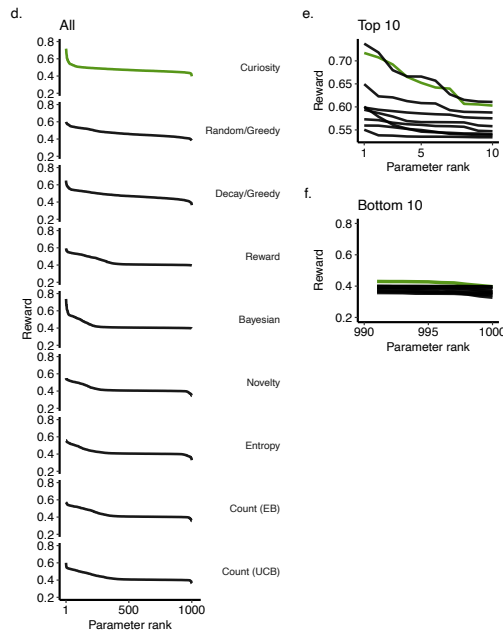 d.
All
0.8
0.6
0.4
0.2
Curiosity
0.8
0.6
0.4
0.2
Random/Greedy
0.8
0.6
0.4
0.2
Decay/Greedy
0.8
0.6
0.4
0.2
Reward
0.8
0.6
0.4
0.2
Bayesian
Reward
0.8
0.6
0.4
0.2
Novelty
0.8
0.6
0.4
0.2
Entropy
0.8
0.6
0.4
0.2
Count (EB)
0.8
0.6
0.4
0.2
Count (UCB)
1
500
1000
Parameter rank
e.
Top 10
Reward
0.70
0.65
0.60
0.55
1
5
10
Parameter rank
f.
Bottom 10
Reward
0.8
0.6
0.4
0.2
990
995
1000
Parameter rank